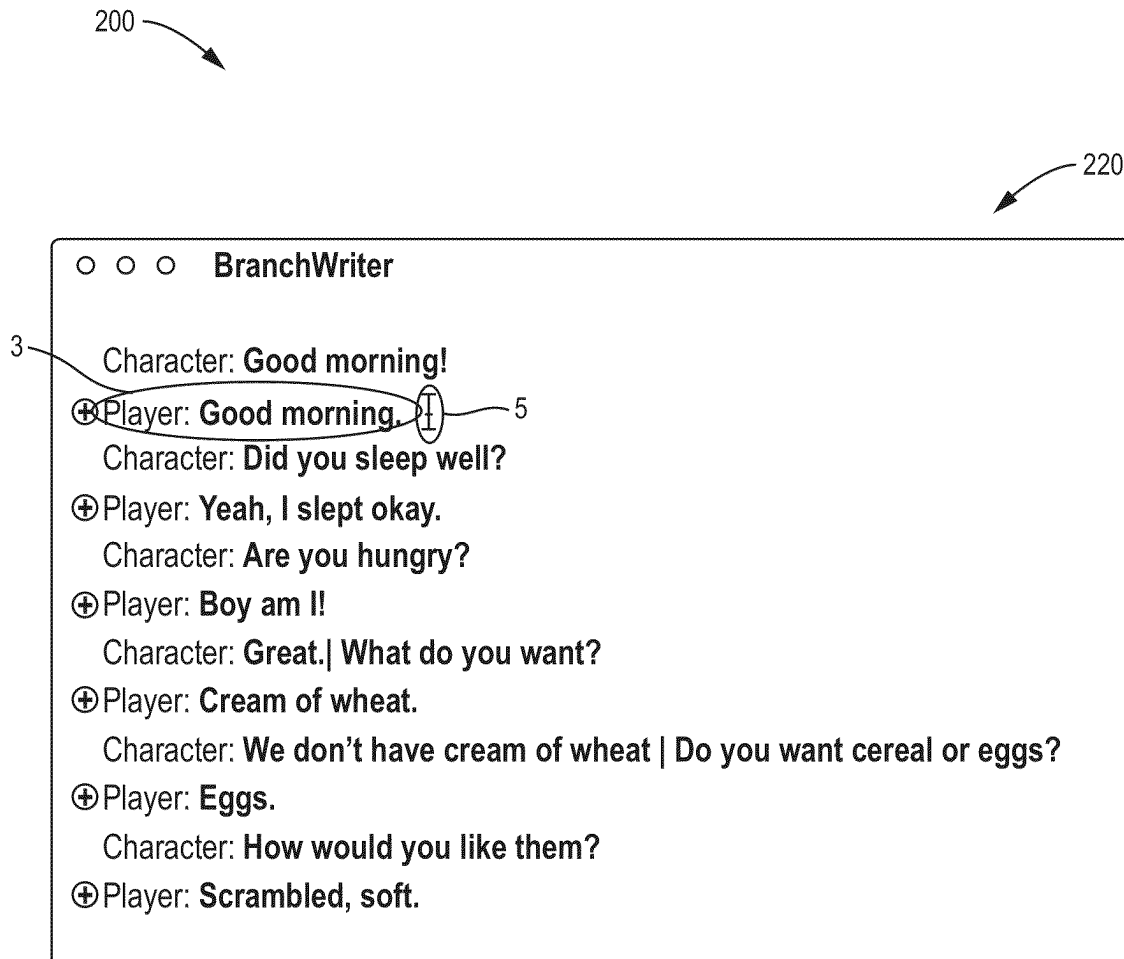 200
220
BranchWriter
3
Character: Good morning!
Player: Good morning.
5
Character: Did you sleep well?
Player: Yeah, I slept okay.
Character: Are you hungry?
Player: Boy am I!
Character: Great.| What do you want?
Player: Cream of wheat.
Character: We don't have cream of wheat | Do you want cereal or eggs?
Player: Eggs.
Character: How would you like them?
Player: Scrambled, soft.